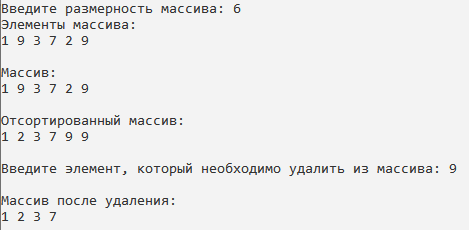 Введите размерность массива: 6
Элементы массива:
1 9 3 7 2 9
Массив:
1 9 3 7 2 9
Отсортированный массив:
1 2 3 7 9 9
Введите элемент, который необходимо удалить из массива: 9
Массив после удаления:
1 2 3 7